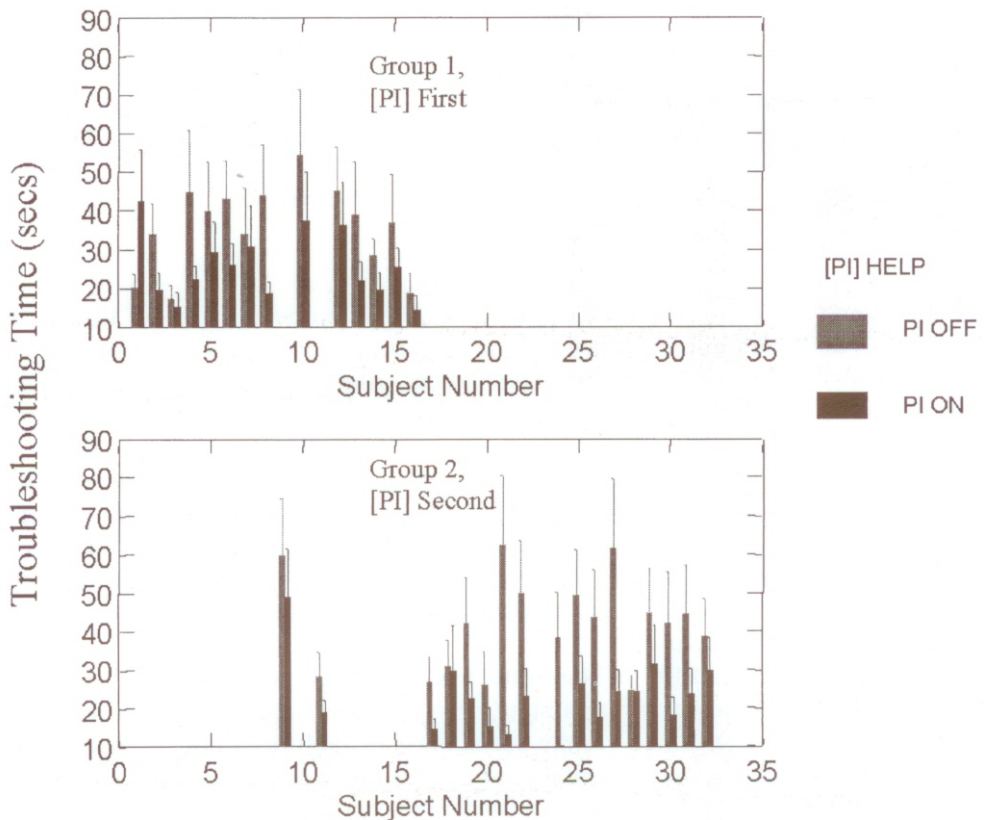 Troubleshooting Time (secs)
90
80
70
60
50
40
30
20
10
Group 1,
[PI] First
0 5 10 15 20 25 30 35
Subject Number
90
80
70
60
50
40
30
20
10
Group 2,
[PI] Second
0 5 10 15 20 25 30 35
Subject Number
[PI] HELP
PI OFF
PI ON